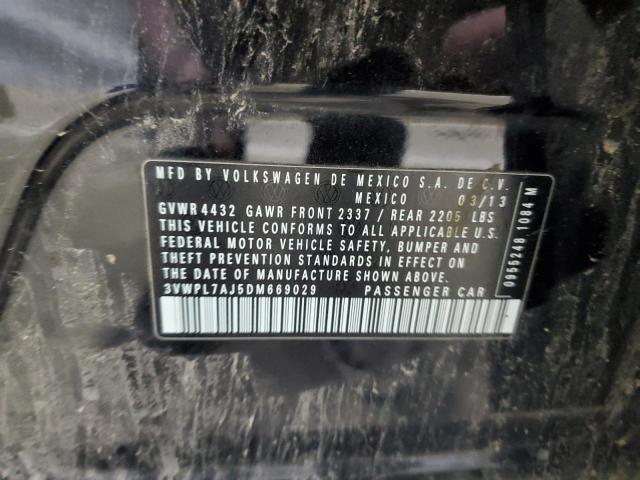 MFD BY VOLKSWAGEN DE MEXICO S.A. DE C.V.
MEXICO 03/13
GVWR 4432 GAWR FRONT 2337 / REAR 2205 LBS
THIS VEHICLE CONFORMS TO ALL APPLICABLE U.S.
FEDERAL MOTOR VEHICLE SAFETY, BUMPER AND
THEFT PREVENTION STANDARDS IN EFFECT ON
THE DATE OF MANUFACTURE SHOWN ABOVE.
3VWPL7AJ5DM669029 PASSENGER CAR
0955248 1084 M